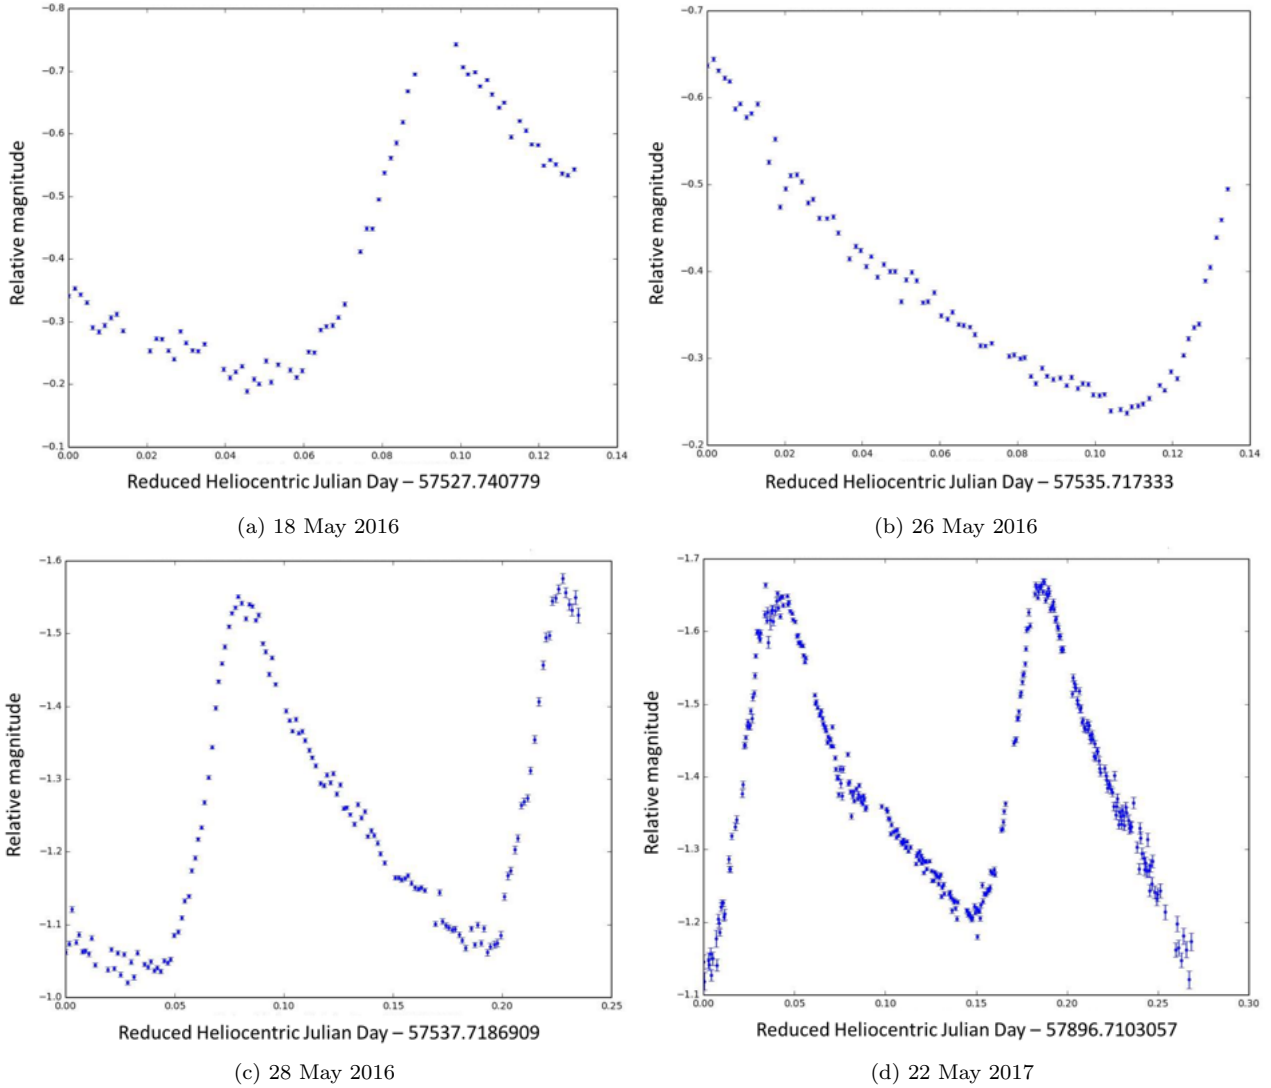 −0.8
−0.7
−0.6
−0.5
−0.4
−0.3
−0.2
−0.1
0.00 0.02 0.04 0.06 0.08 0.10 0.12 0.14
Relative magnitude
Reduced Heliocentric Julian Day – 57527.740779
(a) 18 May 2016
−0.7
−0.6
−0.5
−0.4
−0.3
−0.2
0.00 0.02 0.04 0.06 0.08 0.10 0.12 0.14
Relative magnitude
Reduced Heliocentric Julian Day – 57535.717333
(b) 26 May 2016
−1.6
−1.5
−1.4
−1.3
−1.2
−1.1
−1.0
0.00 0.05 0.10 0.15 0.20 0.25
Relative magnitude
Reduced Heliocentric Julian Day – 57537.7186909
(c) 28 May 2016
−1.7
−1.6
−1.5
−1.4
−1.3
−1.2
−1.1
0.00 0.05 0.10 0.15 0.20 0.25 0.30
Relative magnitude
Reduced Heliocentric Julian Day – 57896.7103057
(d) 22 May 2017